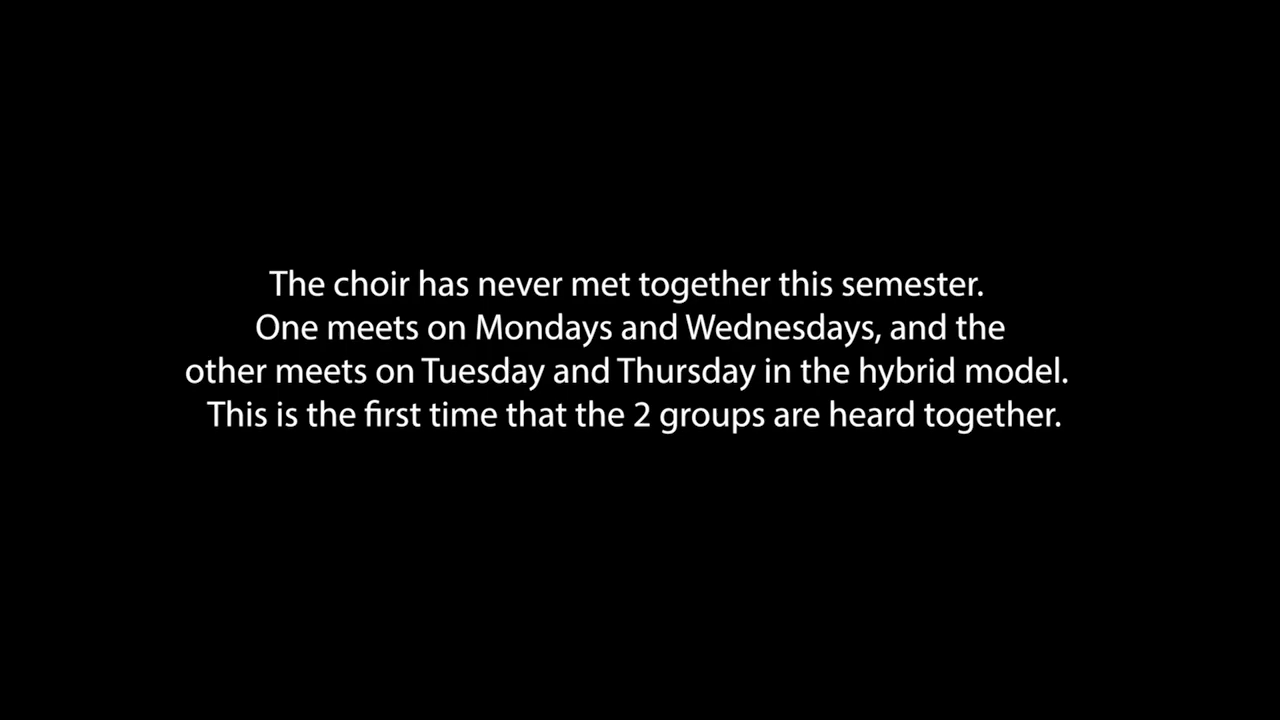 The choir has never met together this semester.
One meets on Mondays and Wednesdays, and the
other meets on Tuesday and Thursday in the hybrid model.
This is the first time that the 2 groups are heard together.